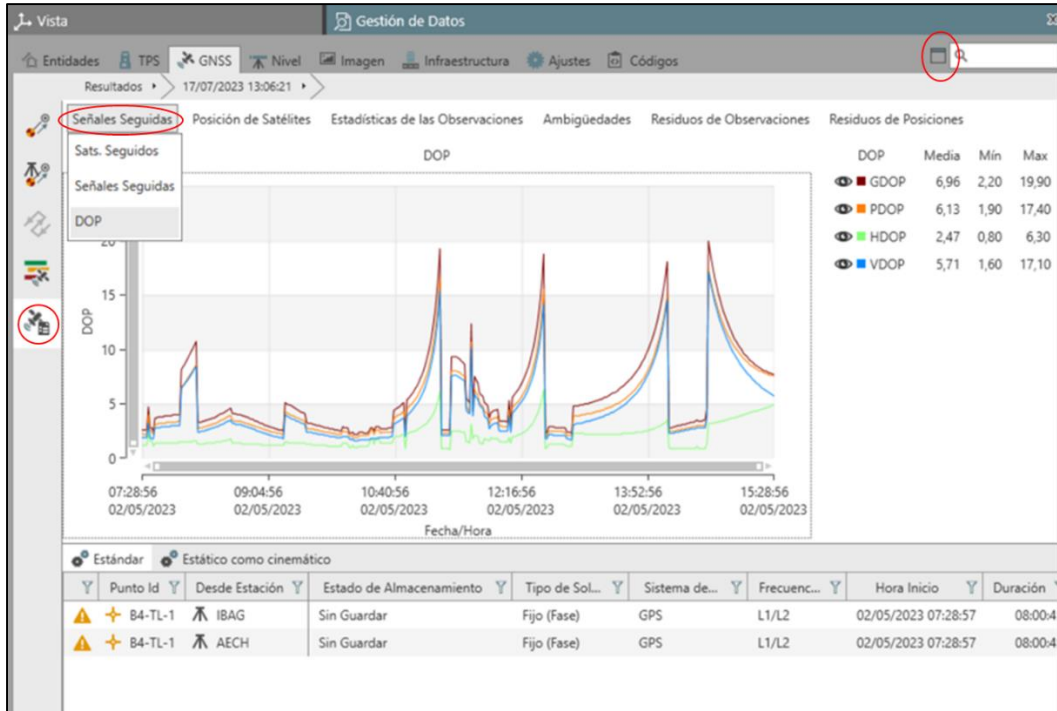 Vista
Gestión de Datos
Entidades TPS GNSS Nivel Imagen Infraestructura Ajustes Códigos
Resultados 17/07/2023 13:06:21
Señales Seguidas Posición de Satélites Estadísticas de las Observaciones Ambigüedades Residuos de Observaciones Residuos de Posiciones
Sats. Seguidos
Señales Seguidas
DOP
DOP
DOP Media Mín Max
GDOP 6,96 2,20 19,90
PDOP 6,13 1,90 17,40
HDOP 2,47 0,80 6,30
VDOP 5,71 1,60 17,10
20
15
10
5
0
DOP
07:28:56 09:04:56 10:40:56 12:16:56 13:52:56 15:28:56
02/05/2023 02/05/2023 02/05/2023 02/05/2023 02/05/2023 02/05/2023
Fecha/Hora
Estándar Estático como cinemático
Punto Id Desde Estación Estado de Almacenamiento Tipo de Sol... Sistema de... Frecuenc... Hora Inicio Duración
B4-TL-1 IBAG Sin Guardar Fijo (Fase) GPS L1/L2 02/05/2023 07:28:57 08:00:4
B4-TL-1 AECH Sin Guardar Fijo (Fase) GPS L1/L2 02/05/2023 07:28:57 08:00:4